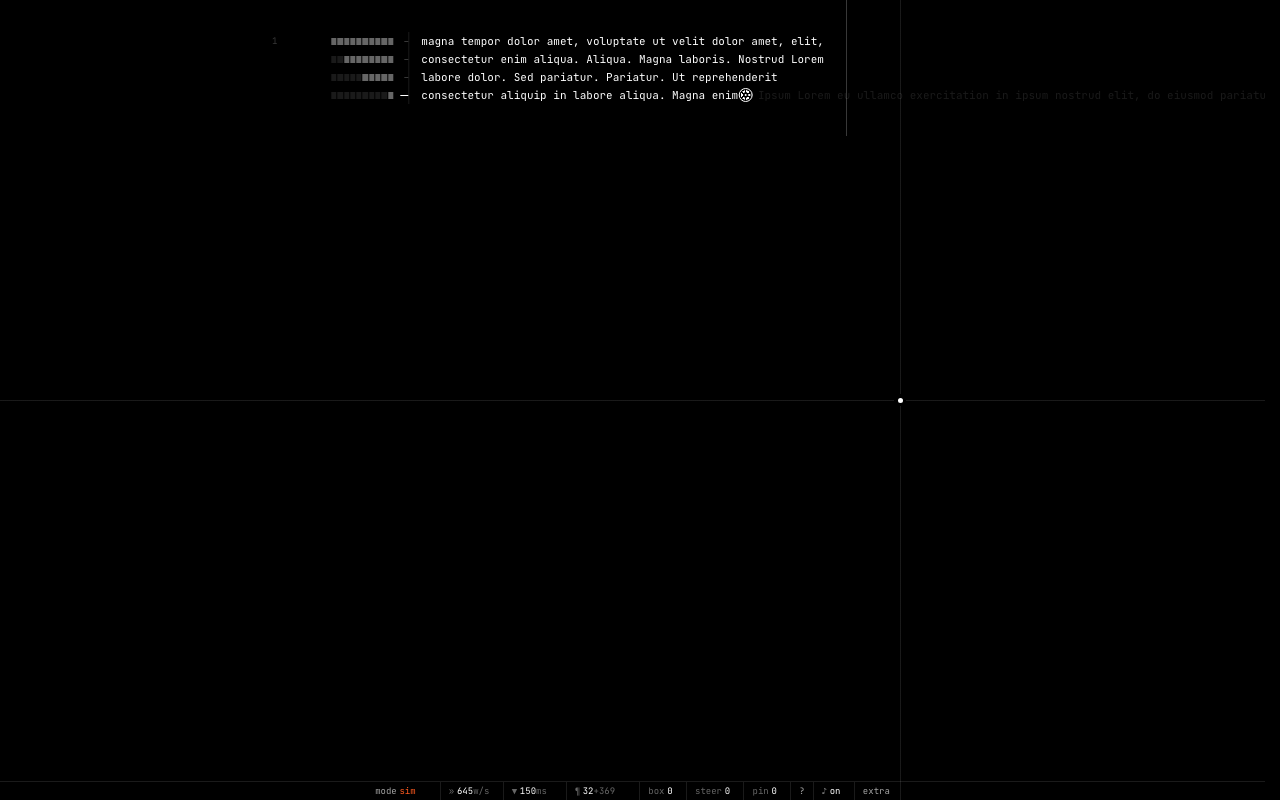 1 magna tempor dolor amet, voluptate ut velit dolor amet, elit,
consectetur enim aliqua. Aliqua. Magna laboris. Nostrud Lorem
labore dolor. Sed pariatur. Pariatur. Ut reprehenderit
consectetur aliquip in labore aliqua. Magna enim Ipsum Lorem eu ullamco exercitation in ipsum nostrud elit, do eiusmod pariatu
mode sim » 645w/s ▼ 150ms ¶ 32+369 box 0 steer 0 pin 0 ? ♪ on extra